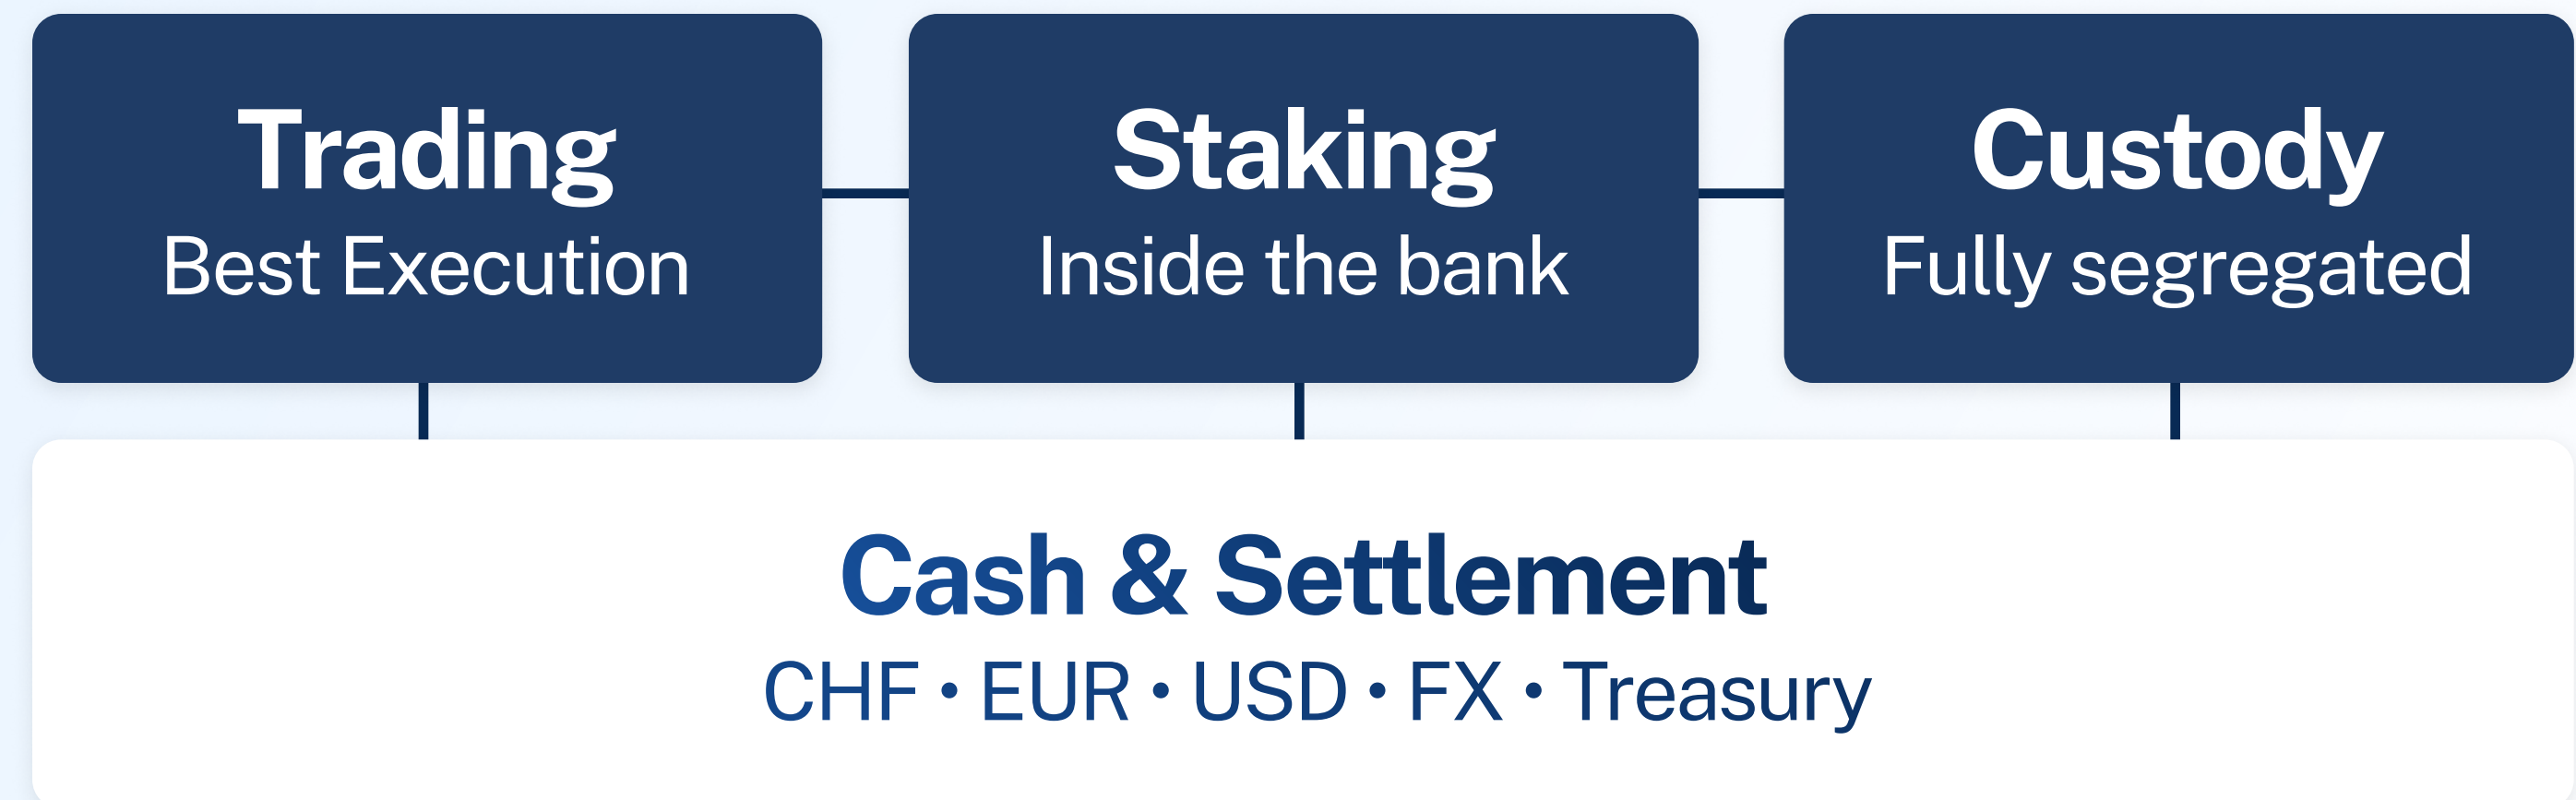 Trading
Best Execution
Staking
Inside the bank
Custody
Fully segregated
Cash & Settlement
CHF • EUR • USD • FX • Treasury